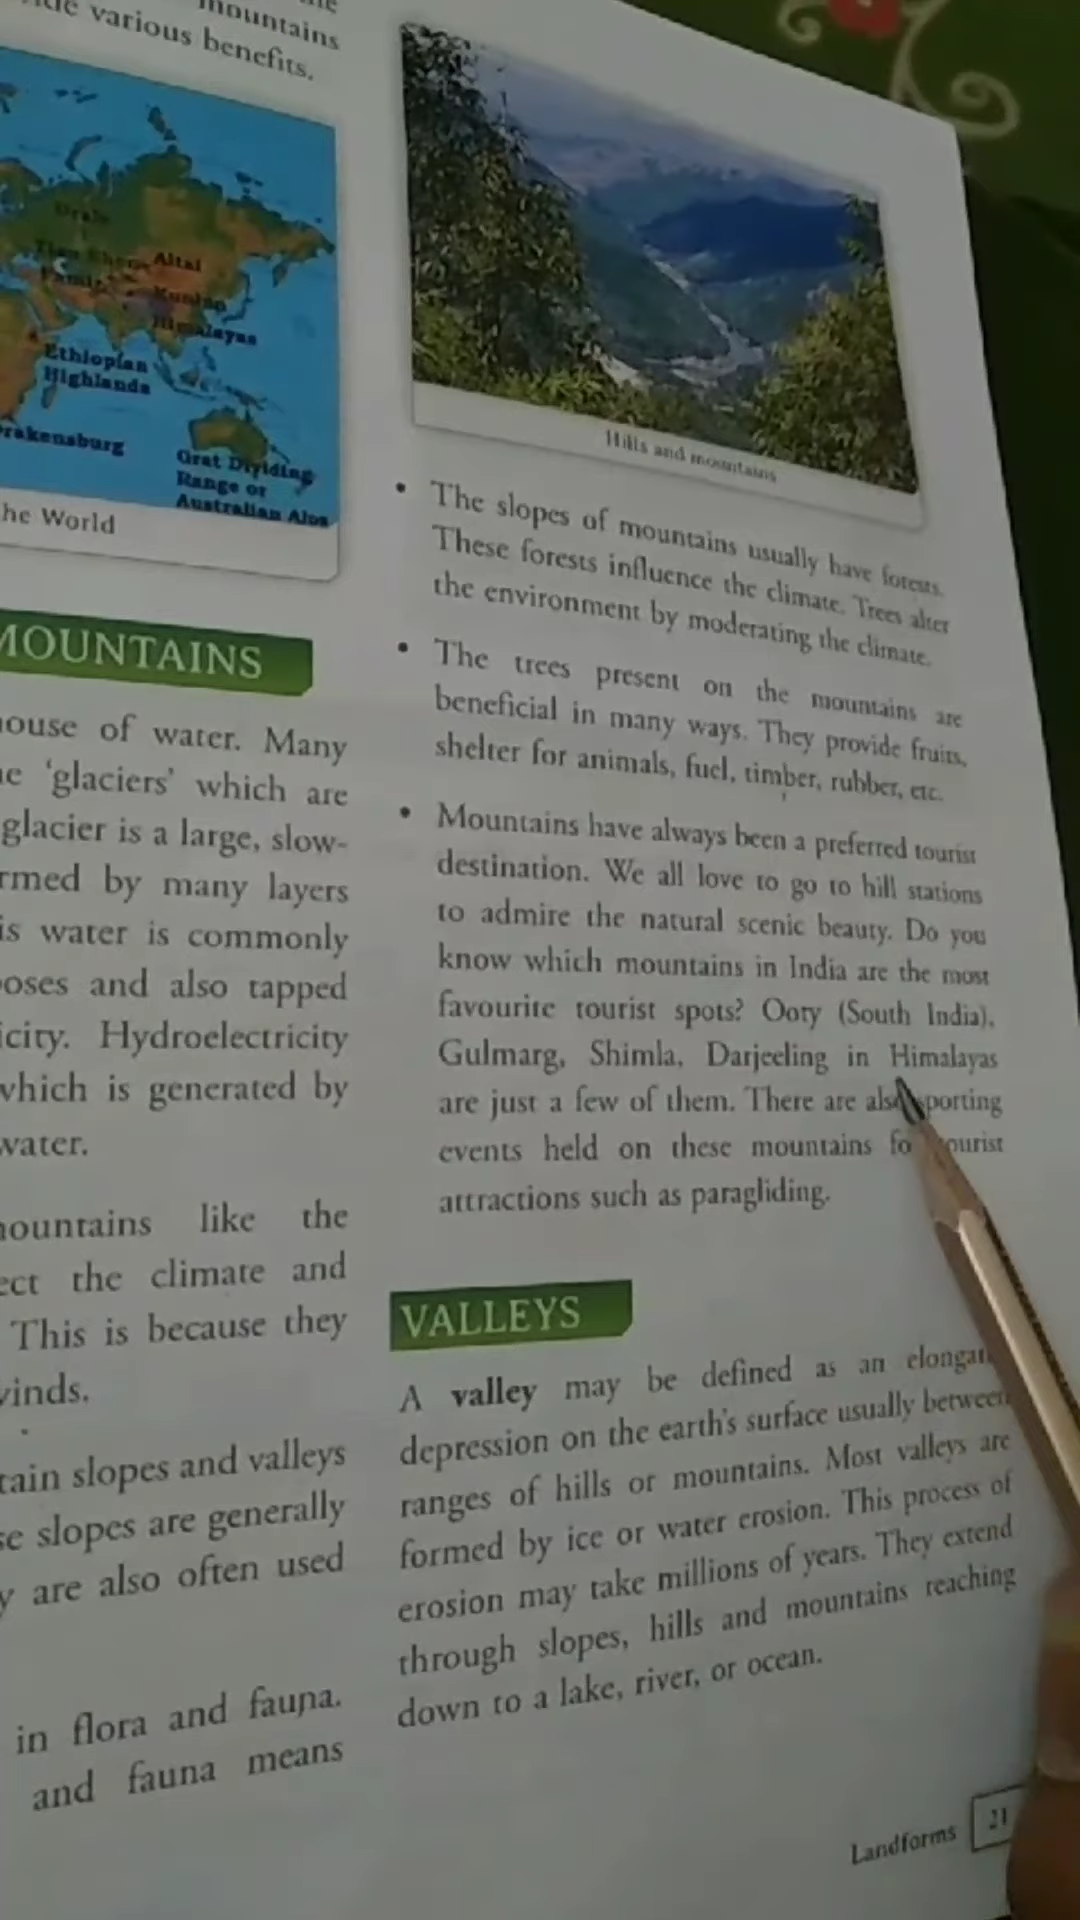 mountains
various benefits.
Urals
Tien Shan
Altai
Pamir
Kunlun
Himalayas
Ethiopian
Highlands
rakensburg
Grat Dividing
Range or
Australian Alps
he World
MOUNTAINS
ouse of water. Many
'glaciers' which are
glacier is a large, slow-
rmed by many layers
is water is commonly
oses and also tapped
icity. Hydroelectricity
which is generated by
water.
ountains like the
ect the climate and
This is because they
winds.
tain slopes and valleys
se slopes are generally
y are also often used
in flora and fauna.
and fauna means
Hills and mountains
• The slopes of mountains usually have forests.
These forests influence the climate. Trees alter
the environment by moderating the climate.
• The trees present on the mountains are
beneficial in many ways. They provide fruits,
shelter for animals, fuel, timber, rubber, etc.
• Mountains have always been a preferred tourist
destination. We all love to go to hill stations
to admire the natural scenic beauty. Do you
know which mountains in India are the most
favourite tourist spots? Ooty (South India),
Gulmarg, Shimla, Darjeeling in Himalayas
are just a few of them. There are also sporting
events held on these mountains fo ourist
attractions such as paragliding.
VALLEYS
A valley may be defined as an elongat
depression on the earth's surface usually between
ranges of hills or mountains. Most valleys are
formed by ice or water erosion. This process of
erosion may take millions of years. They extend
through slopes, hills and mountains reaching
down to a lake, river, or ocean.
Landforms 21